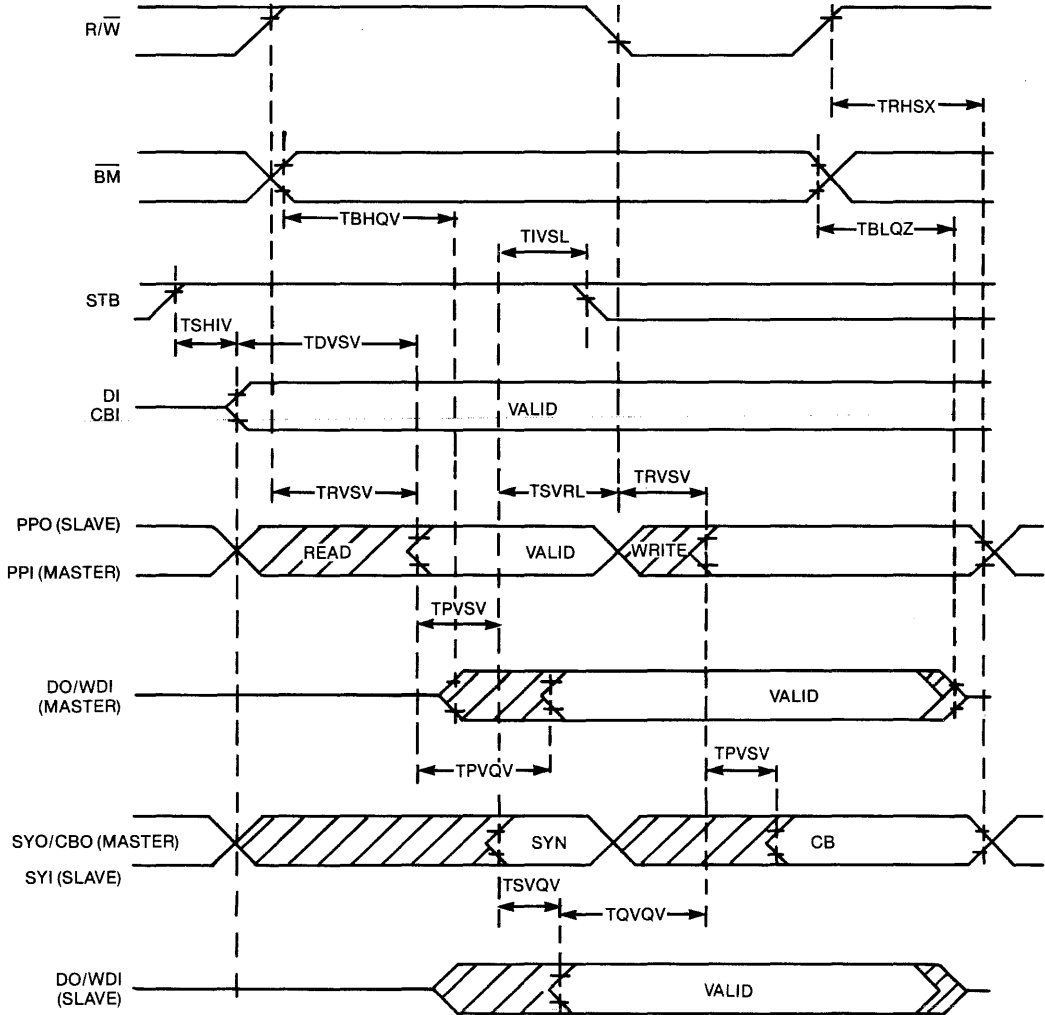 R/W̅
TRHSX
B̅M̅
TBHQV
TBLQZ
TIVSL
STB
TSHIV
TDVSV
DI
CBI
VALID
TRVSV
TSVRL
TRVSV
PPO (SLAVE)
READ
VALID
WRITE
PPI (MASTER)
TPVSV
DO/WDI
(MASTER)
VALID
TPVQV
TPVSV
SYO/CBO (MASTER)
SYN
CB
SYI (SLAVE)
TSVQV
TQVQV
DO/WDI
(SLAVE)
VALID